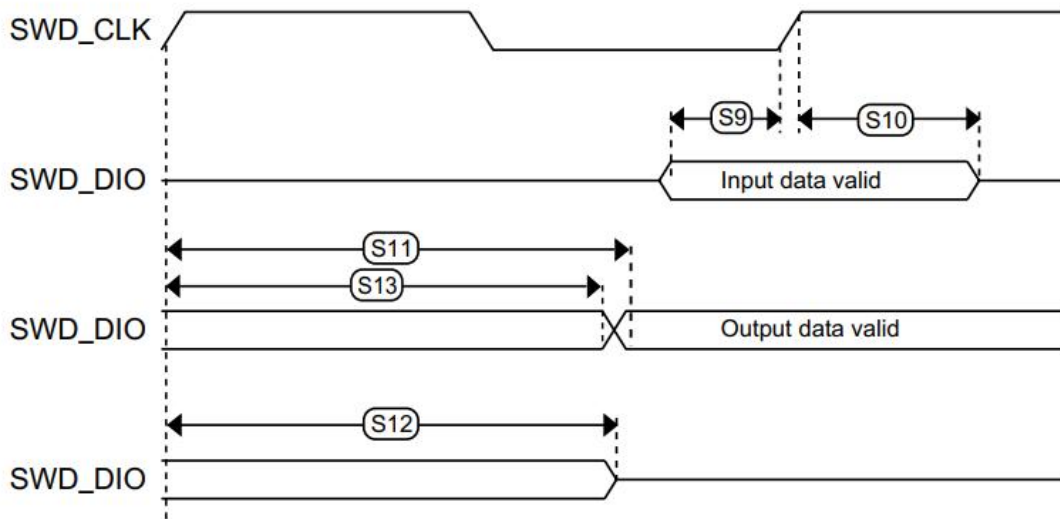 SWD_CLK
S9
S10
SWD_DIO
Input data valid
S11
S13
SWD_DIO
Output data valid
S12
SWD_DIO